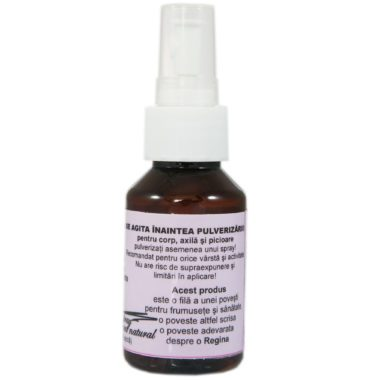 SE AGITA ÎNAINTEA PULVERIZĂRII
pentru corp, axilă și picioare
pulverizați asemenea unui spray!
Recomandat pentru orice vârstă și activitate
Nu are risc de supraexpunere și
limitări în aplicare!
Acest produs
este o filă a unei povești
pentru frumusețe și sănătate,
o poveste altfel scrisa
natural
o poveste adevarata
despre o Regina